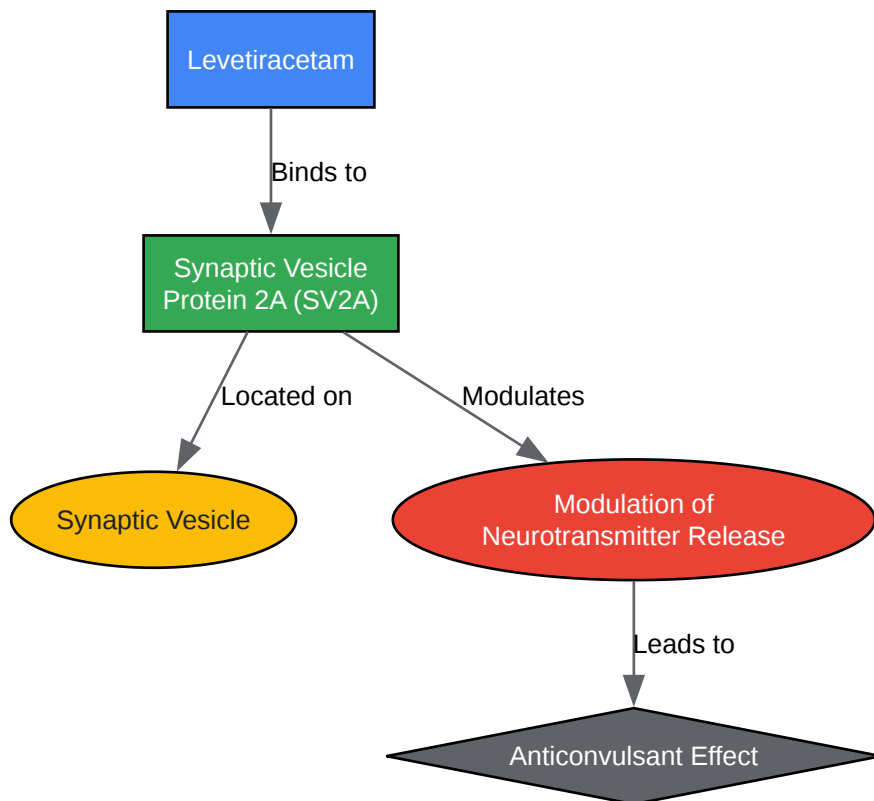 Levetiracetam
Binds to
Synaptic Vesicle
Protein 2A (SV2A)
Located on
Modulates
Synaptic Vesicle
Modulation of
Neurotransmitter Release
Leads to
Anticonvulsant Effect